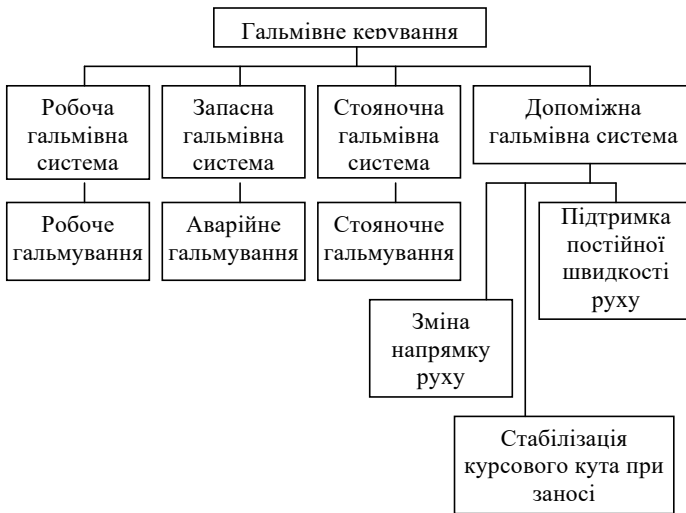 Гальмівне керування
Робоча
гальмівна
система
Запасна
гальмівна
система
Стояночна
гальмівна
система
Допоміжна
гальмівна система
Робоче
гальмування
Аварійне
гальмування
Стояночне
гальмування
Підтримка
постійної
швидкості
руху
Зміна
напрямку
руху
Стабілізація
курсового кута при
заносі